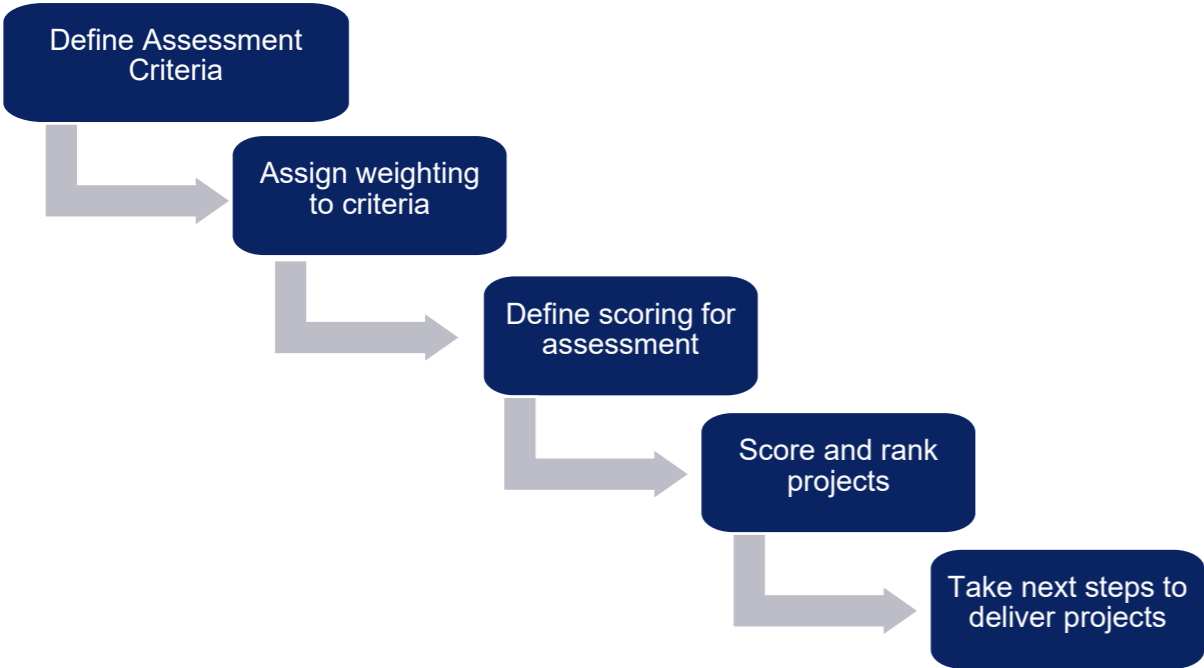 Define Assessment
Criteria
Assign weighting
to criteria
Define scoring for
assessment
Score and rank
projects
Take next steps to
deliver projects